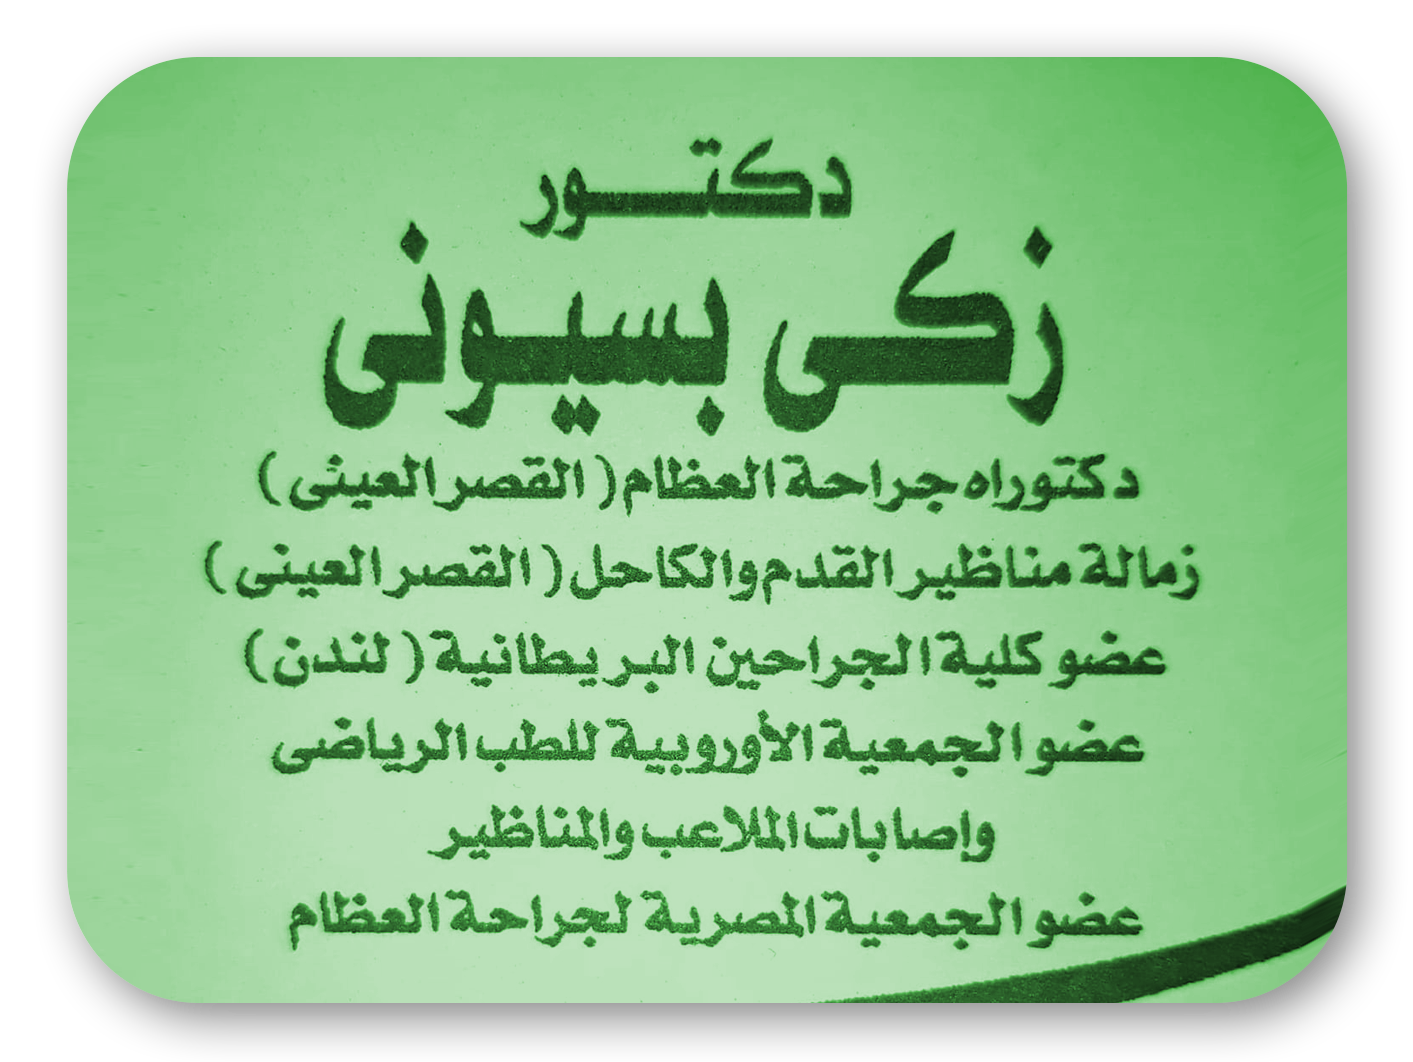 دكتور
زكى بسيونى
دكتوراه جراحة العظام ( القصر العينى )
زمالة مناظير القدم والكاحل ( القصر العينى )
عضو كلية الجراحين البريطانية ( لندن )
عضو الجمعية الأوروبية للطب الرياضى
وإصابات الملاعب والمناظير
عضو الجمعية المصرية لجراحة العظام